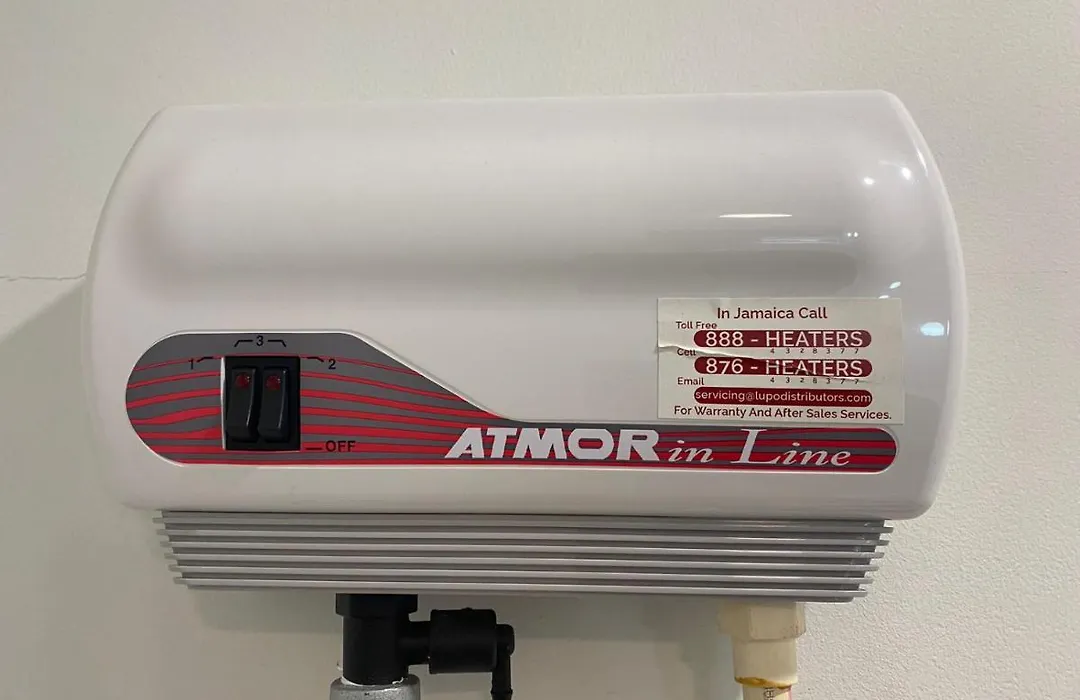 In Jamaica Call
Toll Free
888 - HEATERS
4 3 2 8 3 7 7
Cell
876 - HEATERS
4 3 2 8 3 7 7
Email
servicing@lupodistributors.com
For Warranty And After Sales Services.
3
1 2
OFF
ATMOR in Line